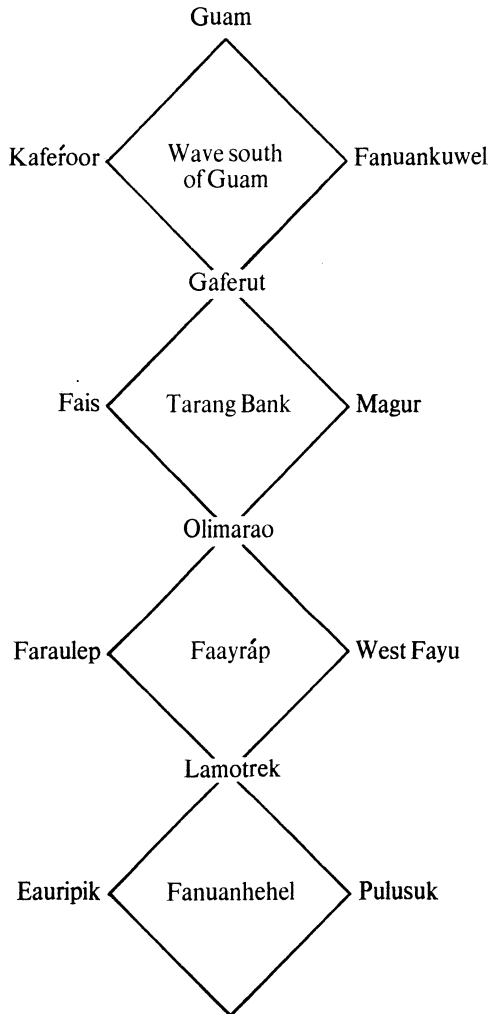 Guam
Kaferóor
Wave south
of Guam
Fanuankuwel
Gaferut
Fais
Tarang Bank
Magur
Olimarao
Faraulep
Faayráp
West Fayu
Lamotrek
Eauripik
Fanuanhehel
Pulusuk